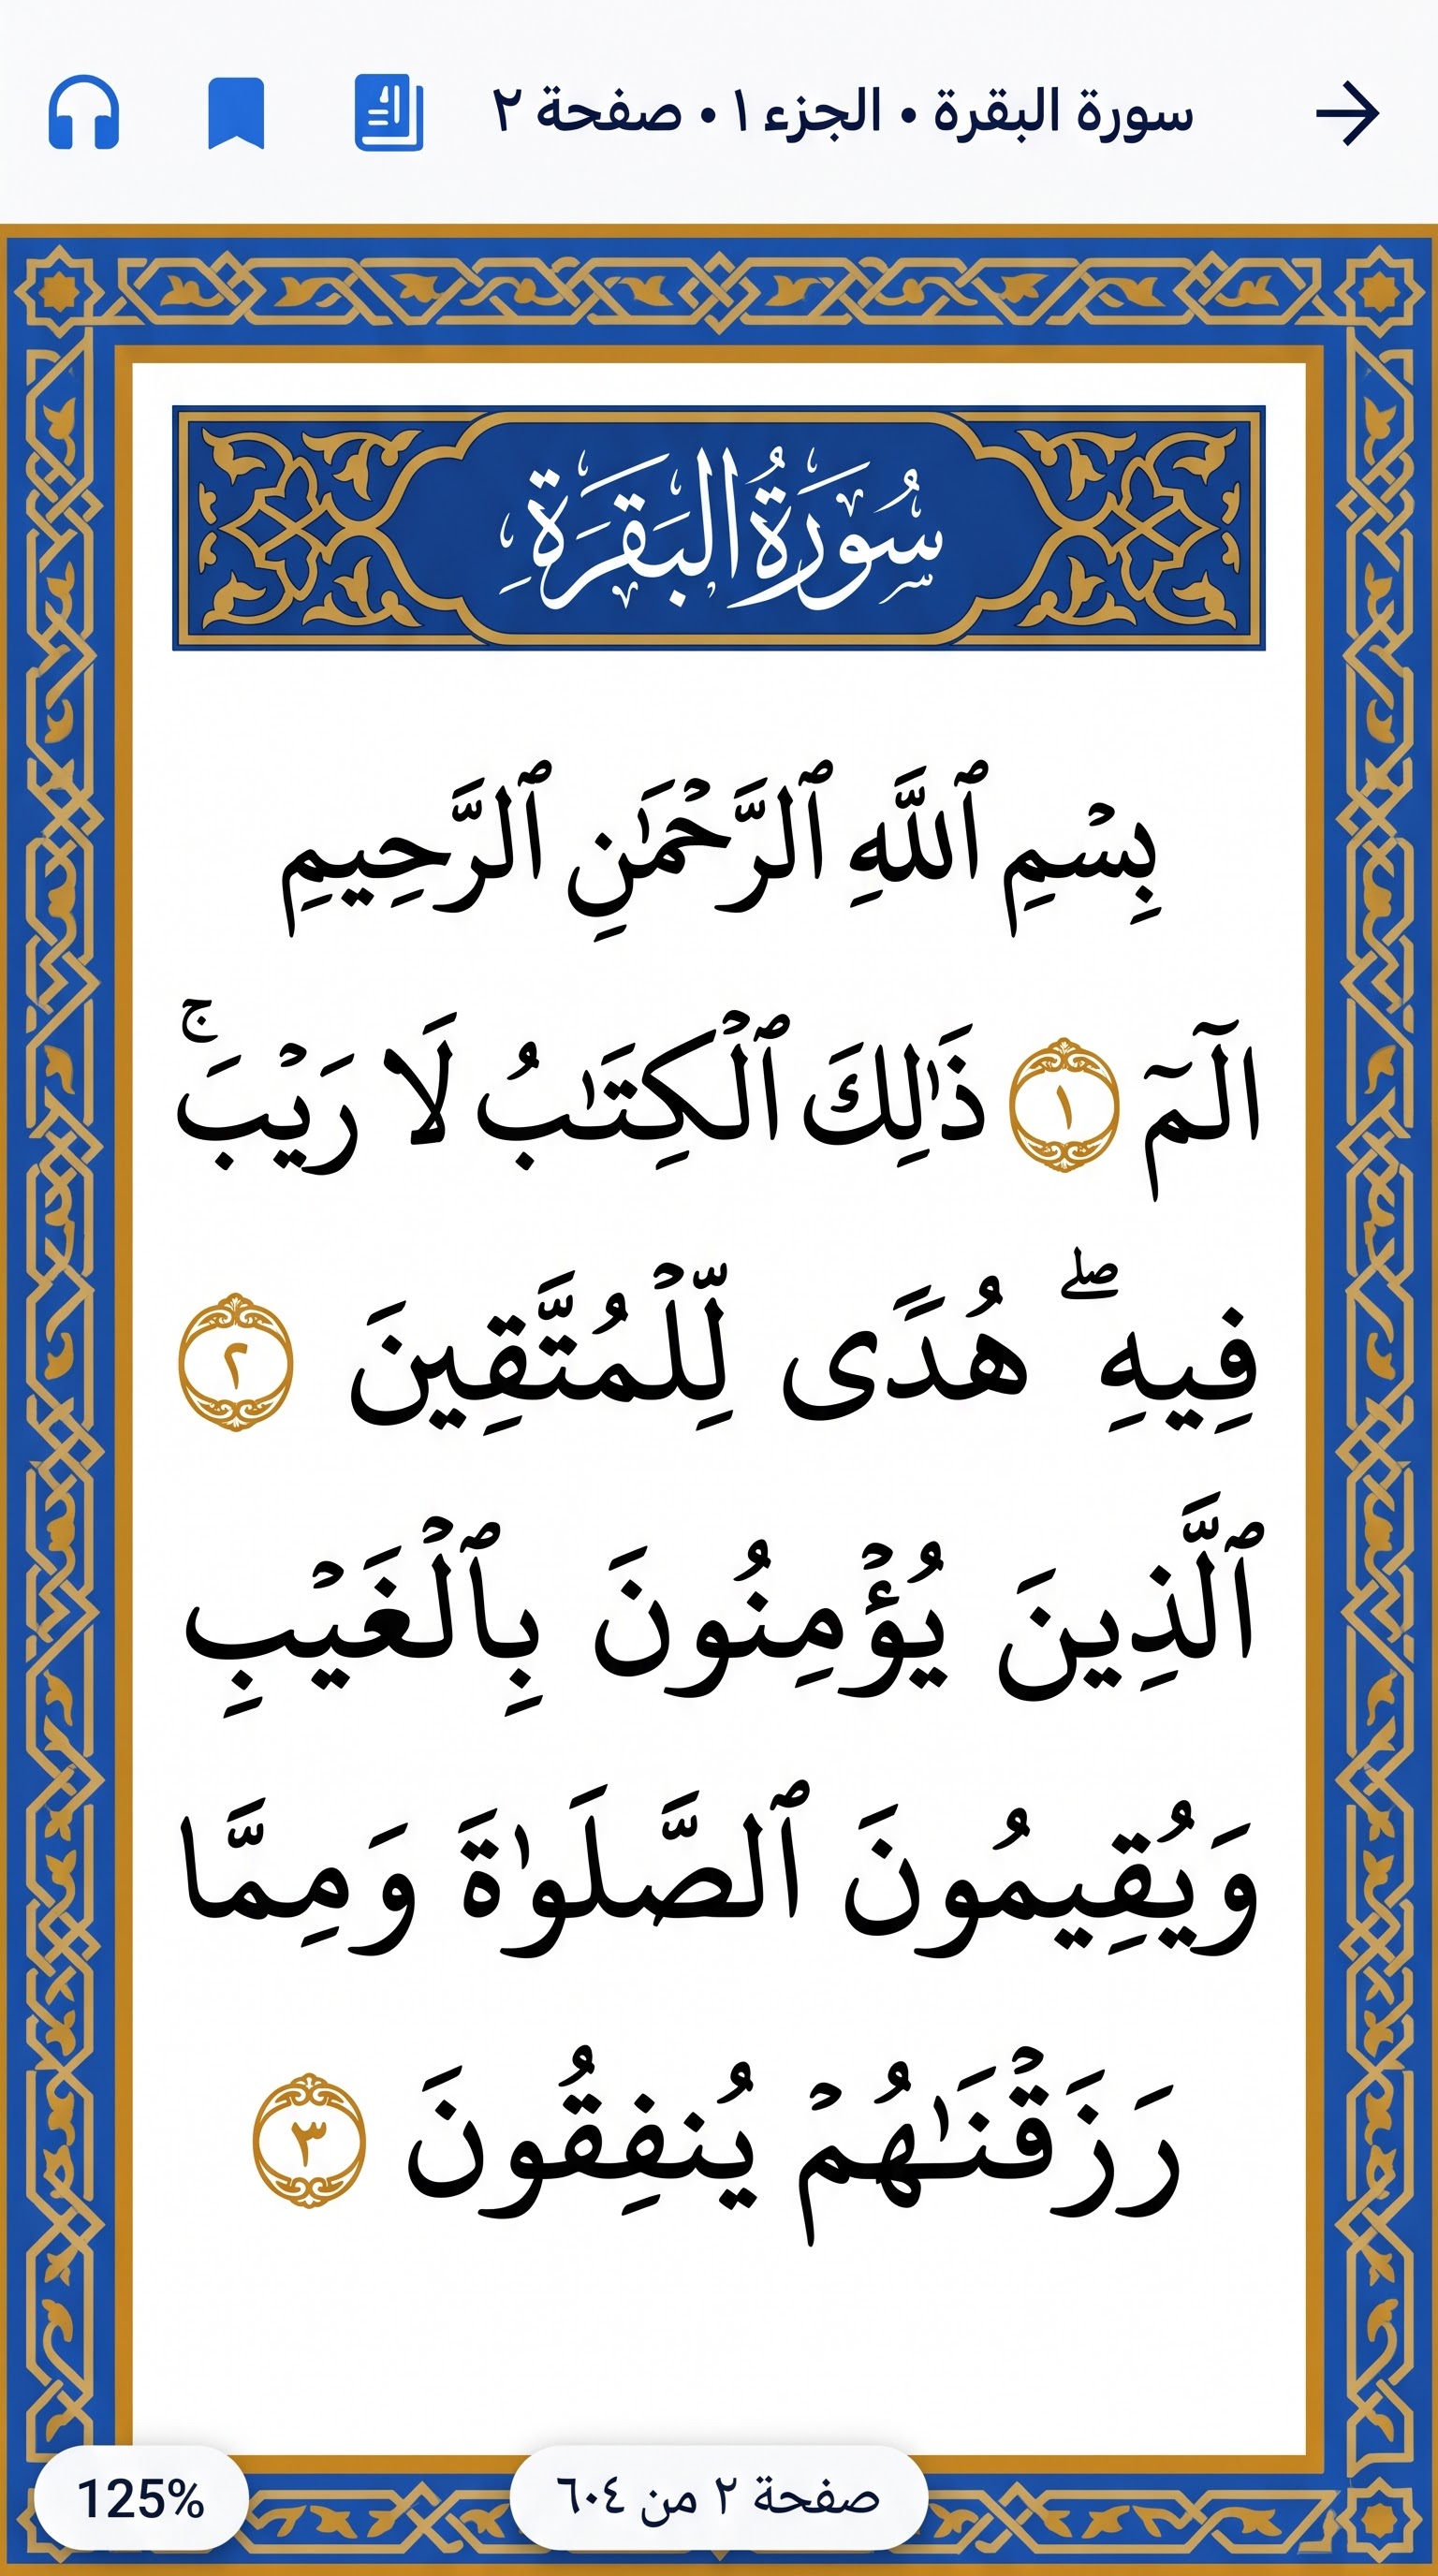 سورة البقرة • الجزء ١ • صفحة ٢
سُورَةُ البَقَرَةِ
بِسۡمِ ٱللَّهِ ٱلرَّحۡمَٰنِ ٱلرَّحِيمِ
الٓمٓ ١ ذَٰلِكَ ٱلۡكِتَٰبُ لَا رَيۡبَۚ
فِيهِۖ هُدًى لِّلۡمُتَّقِينَ ٢
ٱلَّذِينَ يُؤۡمِنُونَ بِٱلۡغَيۡبِ
وَيُقِيمُونَ ٱلصَّلَوٰةَ وَمِمَّا
رَزَقۡنَٰهُمۡ يُنفِقُونَ ٣
صفحة ٢ من ٦٠٤
125%